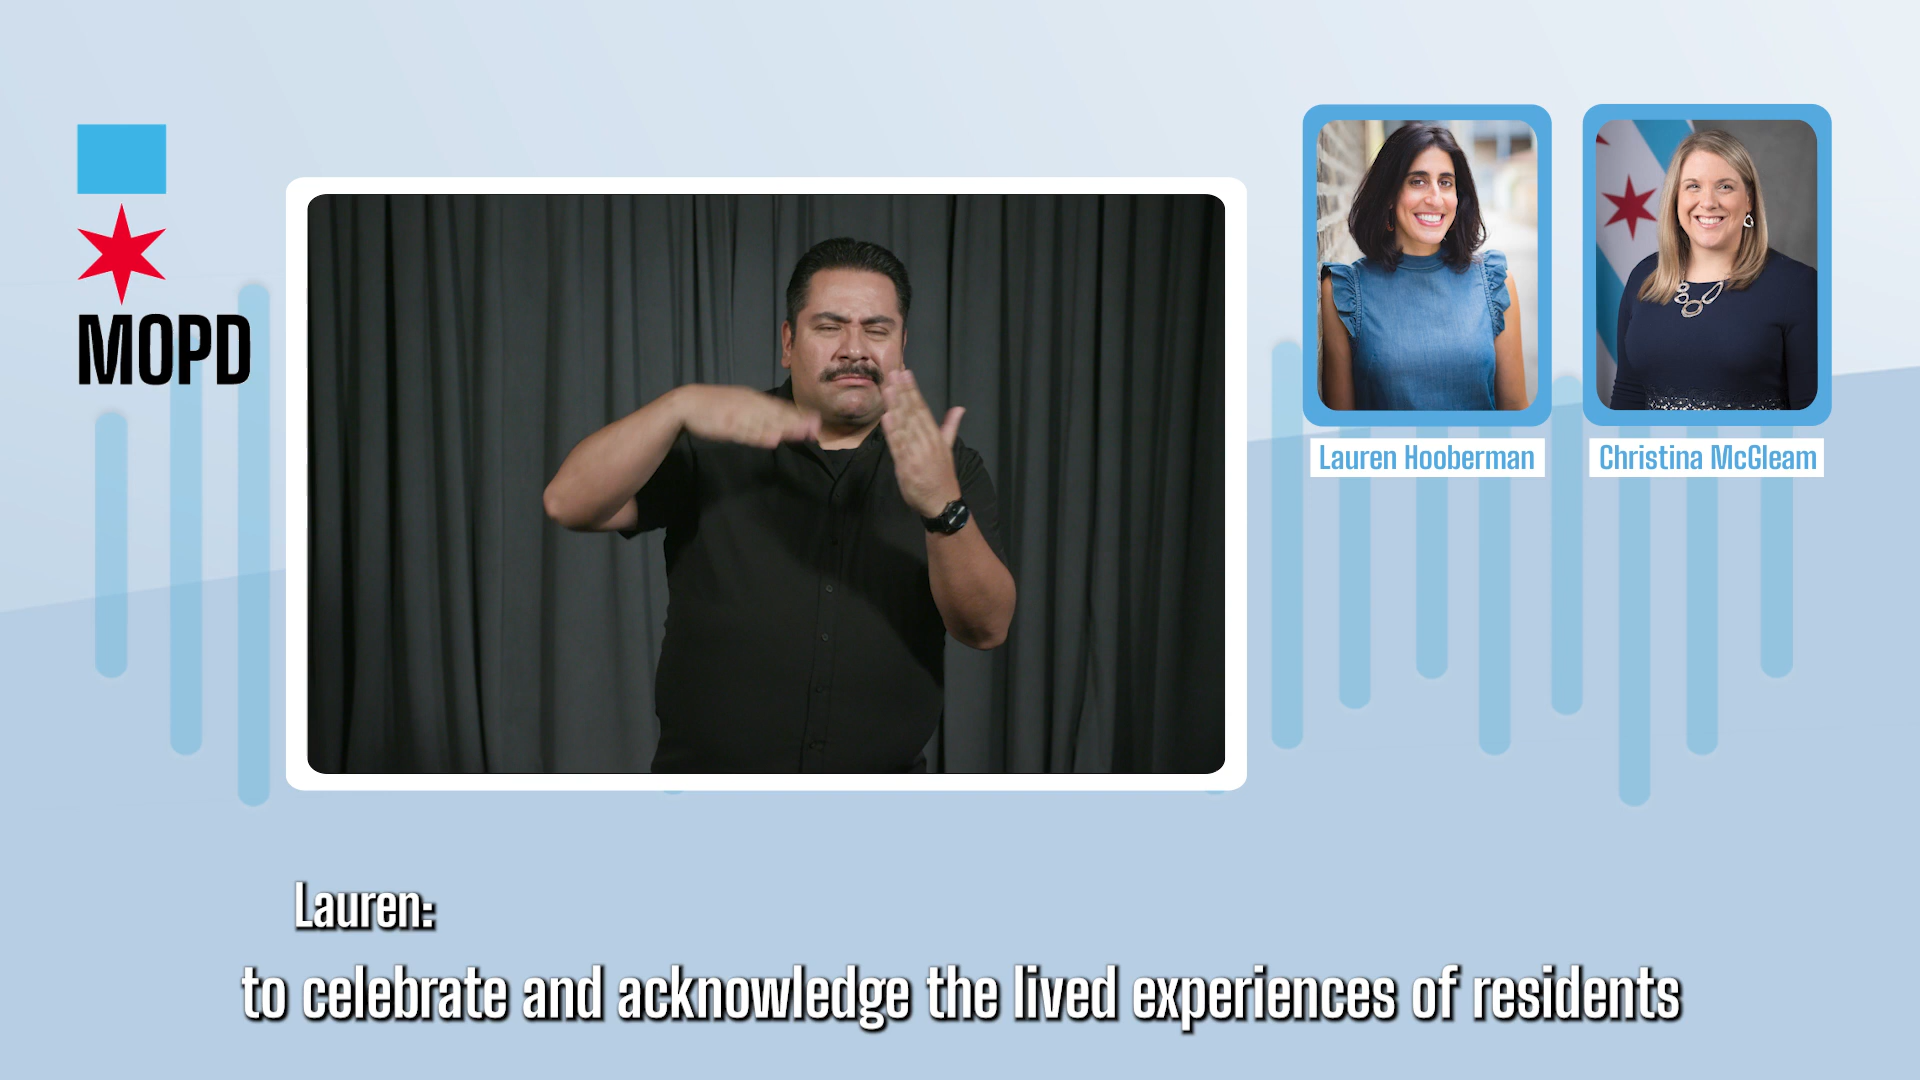 MOPD
Lauren Hooberman
Christina McGleam
Lauren:
to celebrate and acknowledge the lived experiences of residents